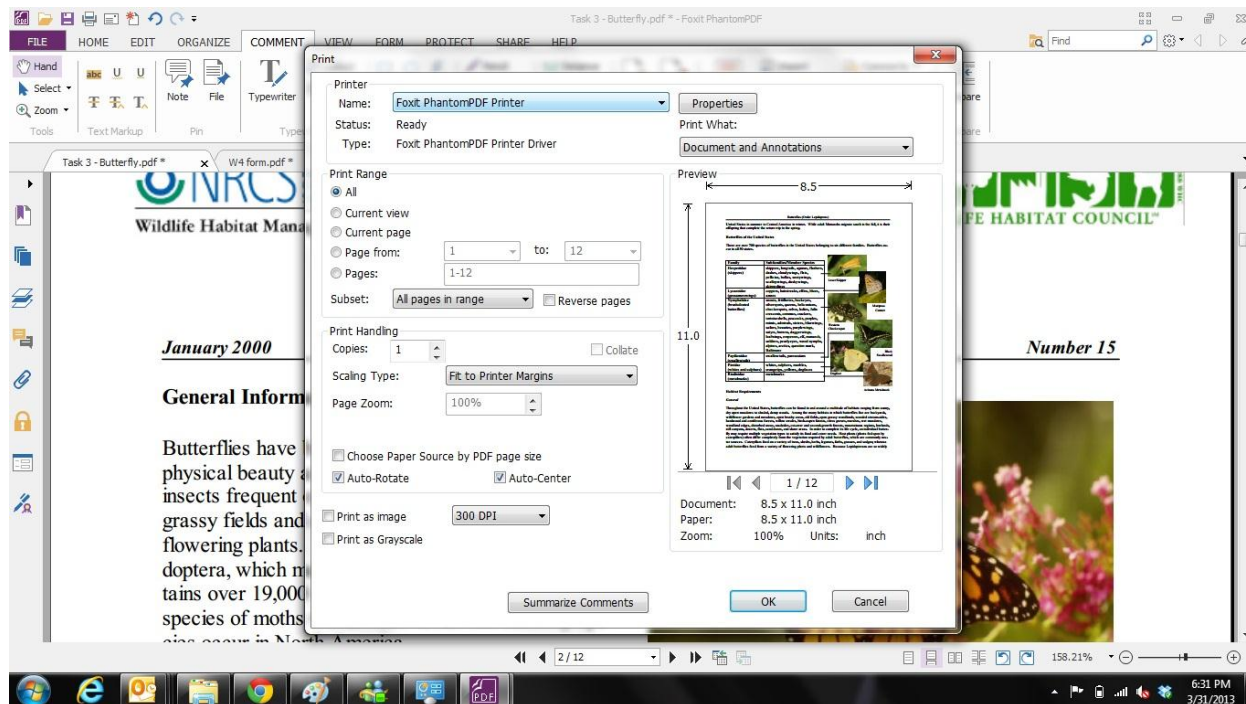 Task 3 - Butterfly.pdf * - Foxit PhantomPDF
FILE HOME EDIT ORGANIZE COMMENT VIEW FORM PROTECT SHARE HELP
Find
Hand
Select
Zoom
Tools
Text Markup
Note
File
Pin
Typewriter
Task 3 - Butterfly.pdf *
W4 form.pdf *
NRCS
Wildlife Habitat Mana
FE HABITAT COUNCIL
January 2000
Number 15
General Inform
Butterflies have
physical beauty a
insects frequent
grassy fields and
flowering plants.
doptera, which m
tains over 19,000
species of moths
cies occur in North America
Print
Printer
Name: Foxit PhantomPDF Printer
Properties
Status: Ready
Print What:
Type: Foxit PhantomPDF Printer Driver
Document and Annotations
Print Range
All
Current view
Current page
Page from: 1 to: 12
Pages: 1-12
Subset: All pages in range
Reverse pages
Print Handling
Copies: 1
Collate
Scaling Type: Fit to Printer Margins
Page Zoom: 100%
Choose Paper Source by PDF page size
Auto-Rotate
Auto-Center
Print as image
300 DPI
Print as Grayscale
Preview
8.5
11.0
1 / 12
Document: 8.5 x 11.0 inch
Paper: 8.5 x 11.0 inch
Zoom: 100% Units: inch
Summarize Comments
OK
Cancel
2 / 12
158.21%
6:31 PM
3/31/2013